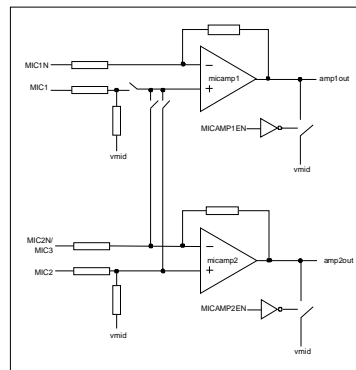 MIC1N
micamp1
amp1out
MIC1
MICAMP1EN
vmid
vmid
MIC2N/
MIC3
micamp2
amp2out
MIC2
MICAMP2EN
vmid
vmid